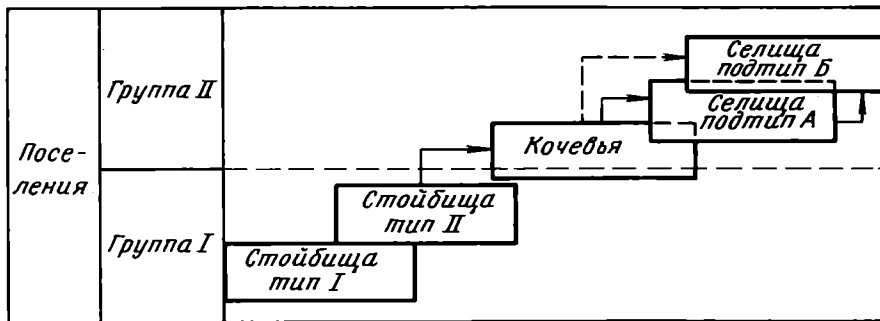 Посе-
ления
Группа II
Группа I
Селища
подтип Б
Селища
подтип А
Кочевья
Стойбища
тип II
Стойбища
тип I